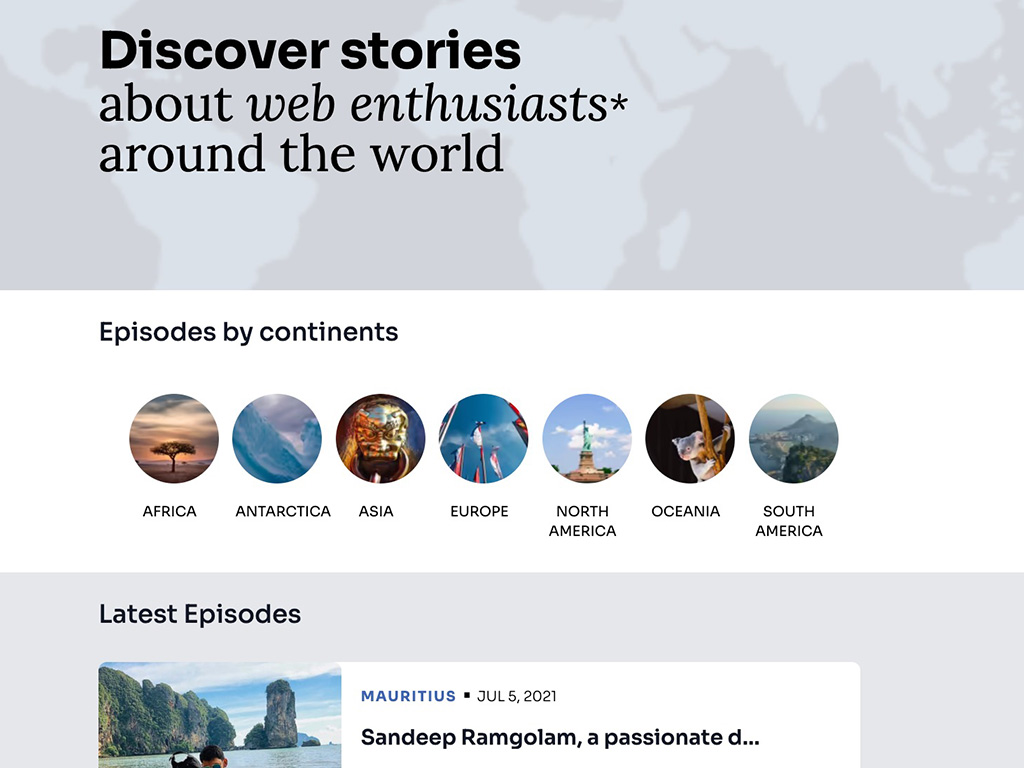 Discover stories
about web enthusiasts*
around the world
Episodes by continents
AFRICA
ANTARCTICA
ASIA
EUROPE
NORTH
AMERICA
OCEANIA
SOUTH
AMERICA
Latest Episodes
MAURITIUS ▪ JUL 5, 2021
Sandeep Ramgolam, a passionate d...